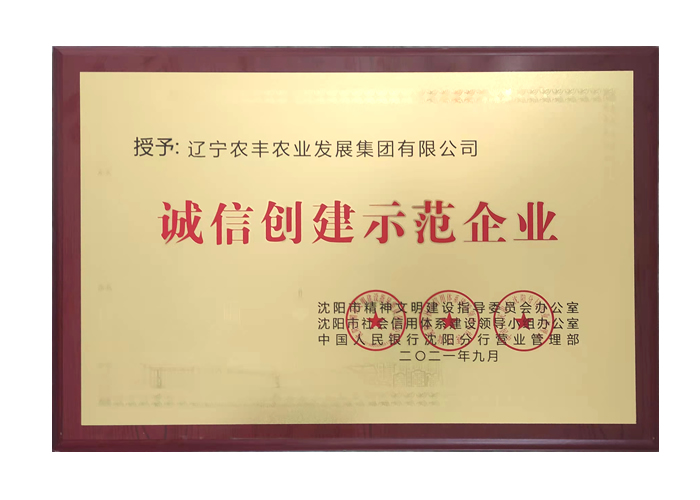 授予: 辽宁农丰农业发展集团有限公司
诚信创建示范企业
沈阳市精神文明建设指导委员会办公室
沈阳市社会信用体系建设领导小组办公室
中国人民银行沈阳分行营业管理部
二〇二一年九月